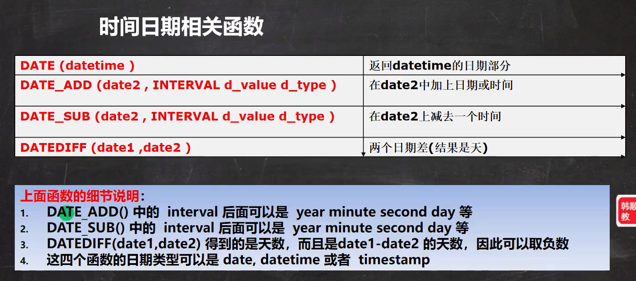 时间日期相关函数
DATE (datetime ) 返回datetime的日期部分
DATE_ADD (date2 , INTERVAL d_value d_type ) 在date2中加上日期或时间
DATE_SUB (date2 , INTERVAL d_value d_type ) 在date2上减去一个时间
DATEDIFF (date1 ,date2 ) 两个日期差(结果是天)
上面函数的细节说明：
1. DATE_ADD() 中的 interval 后面可以是 year minute second day 等
2. DATE_SUB() 中的 interval 后面可以是 year minute second day 等
3. DATEDIFF(date1,date2) 得到的是天数，而且是date1-date2 的天数，因此可以取负数
4. 这四个函数的日期类型可以是 date, datetime 或者 timestamp
韩顺
教